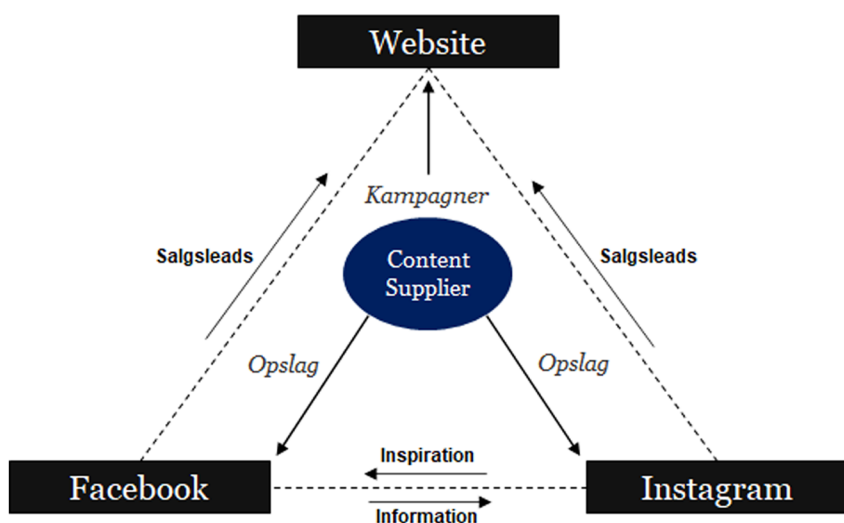 Website
Kampagner
Salgsleads
Salgsleads
Content
Supplier
Opslag
Opslag
Inspiration
Facebook
Instagram
Information